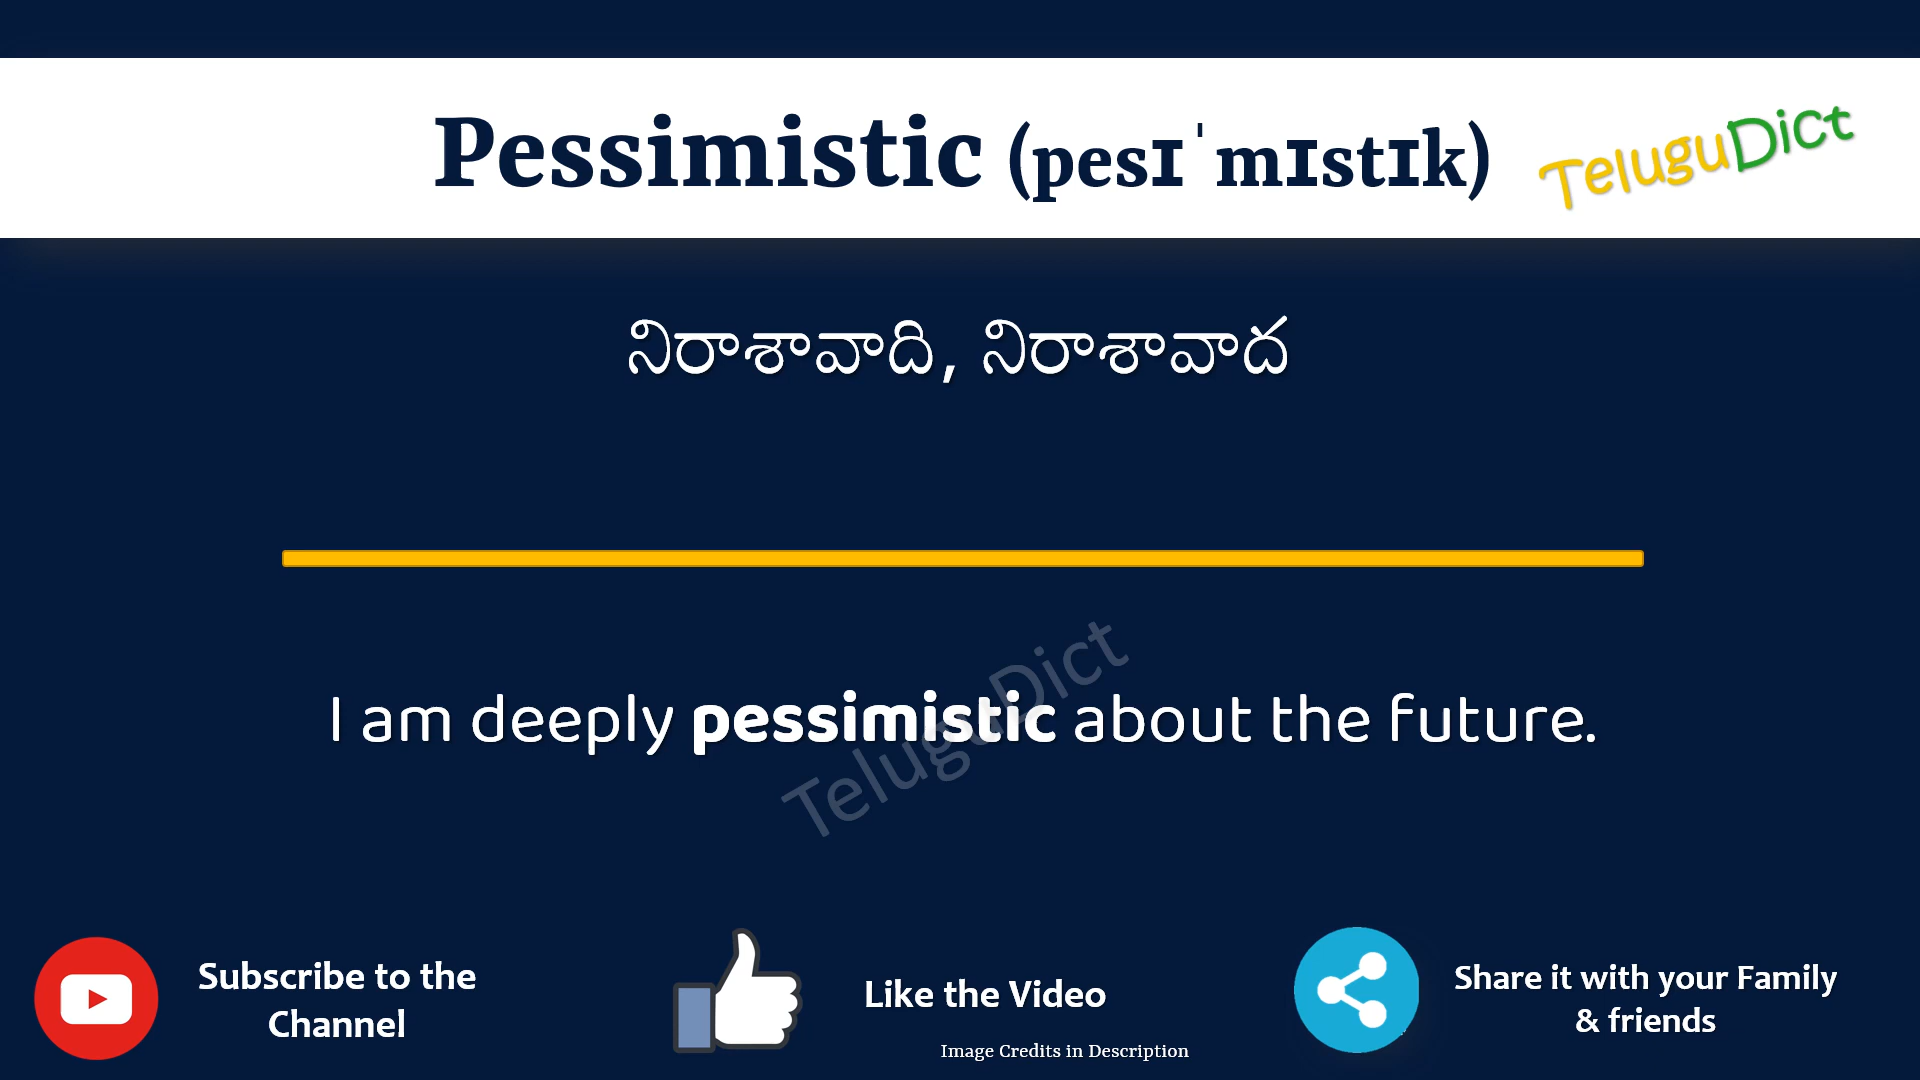 Pessimistic (pesɪˈmɪstɪk)
TeluguDict
నిరాశావాది, నిరాశావాద
I am deeply pessimistic about the future.
TeluguDict
Subscribe to the
Channel
Like the Video
Share it with your Family
& friends
Image Credits in Description